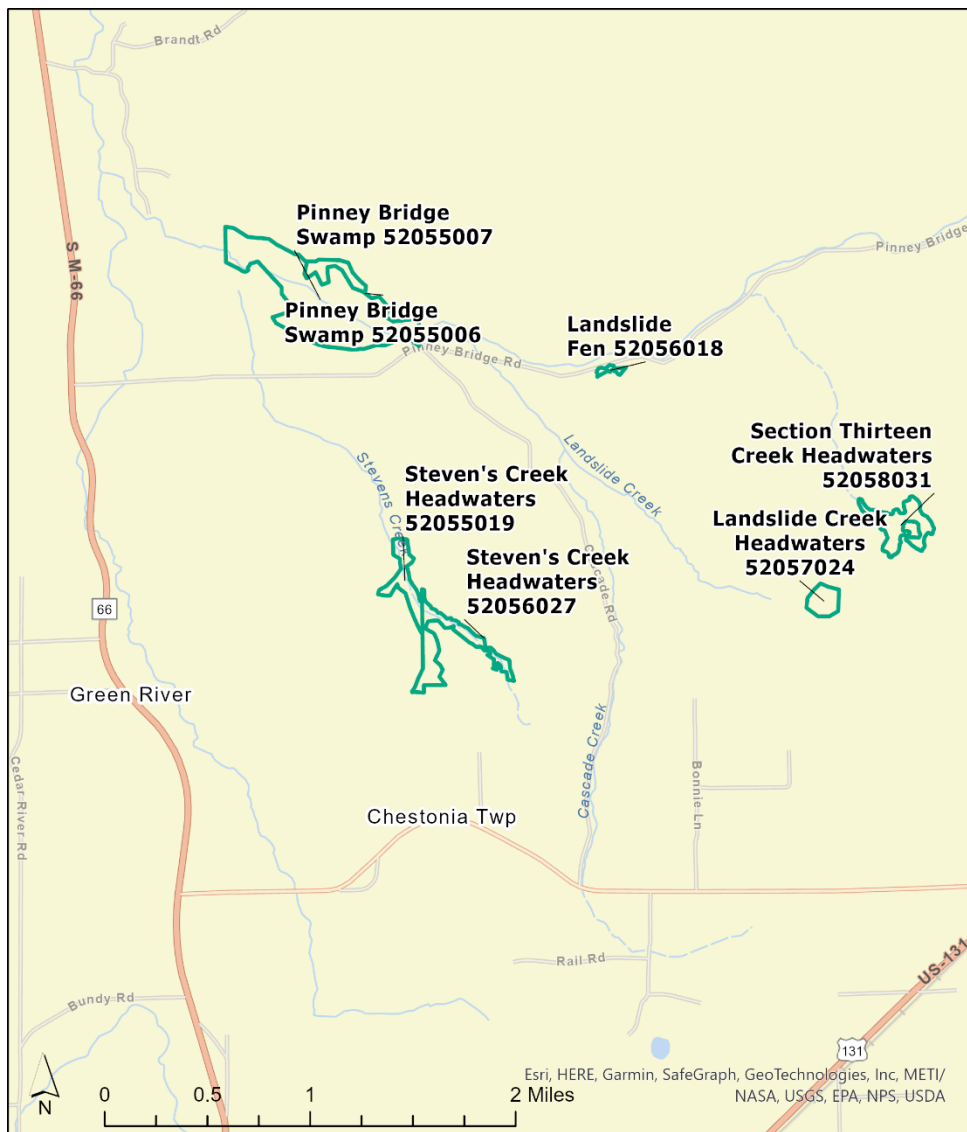 Brandt Rd
S M-66
Pinney Bridge
Swamp 52055007
Pinney Bridge
Pinney Bridge
Swamp 52055006
Pinney Bridge Rd
Landslide
Fen 52056018
Section Thirteen
Creek Headwaters
52058031
Landslide Creek
Stevens Creek
Steven's Creek
Headwaters
52055019
Landslide Creek
Headwaters
52057024
Steven's Creek
Headwaters
52056027
Cascade Rd
66
Green River
Cedar River Rd
Cascade Creek
Bonnie Ln
Chestonia Twp
US-131
Rail Rd
Bundy Rd
131
N
0 0.5 1 2 Miles
Esri, HERE, Garmin, SafeGraph, GeoTechnologies, Inc, METI/
NASA, USGS, EPA, NPS, USDA